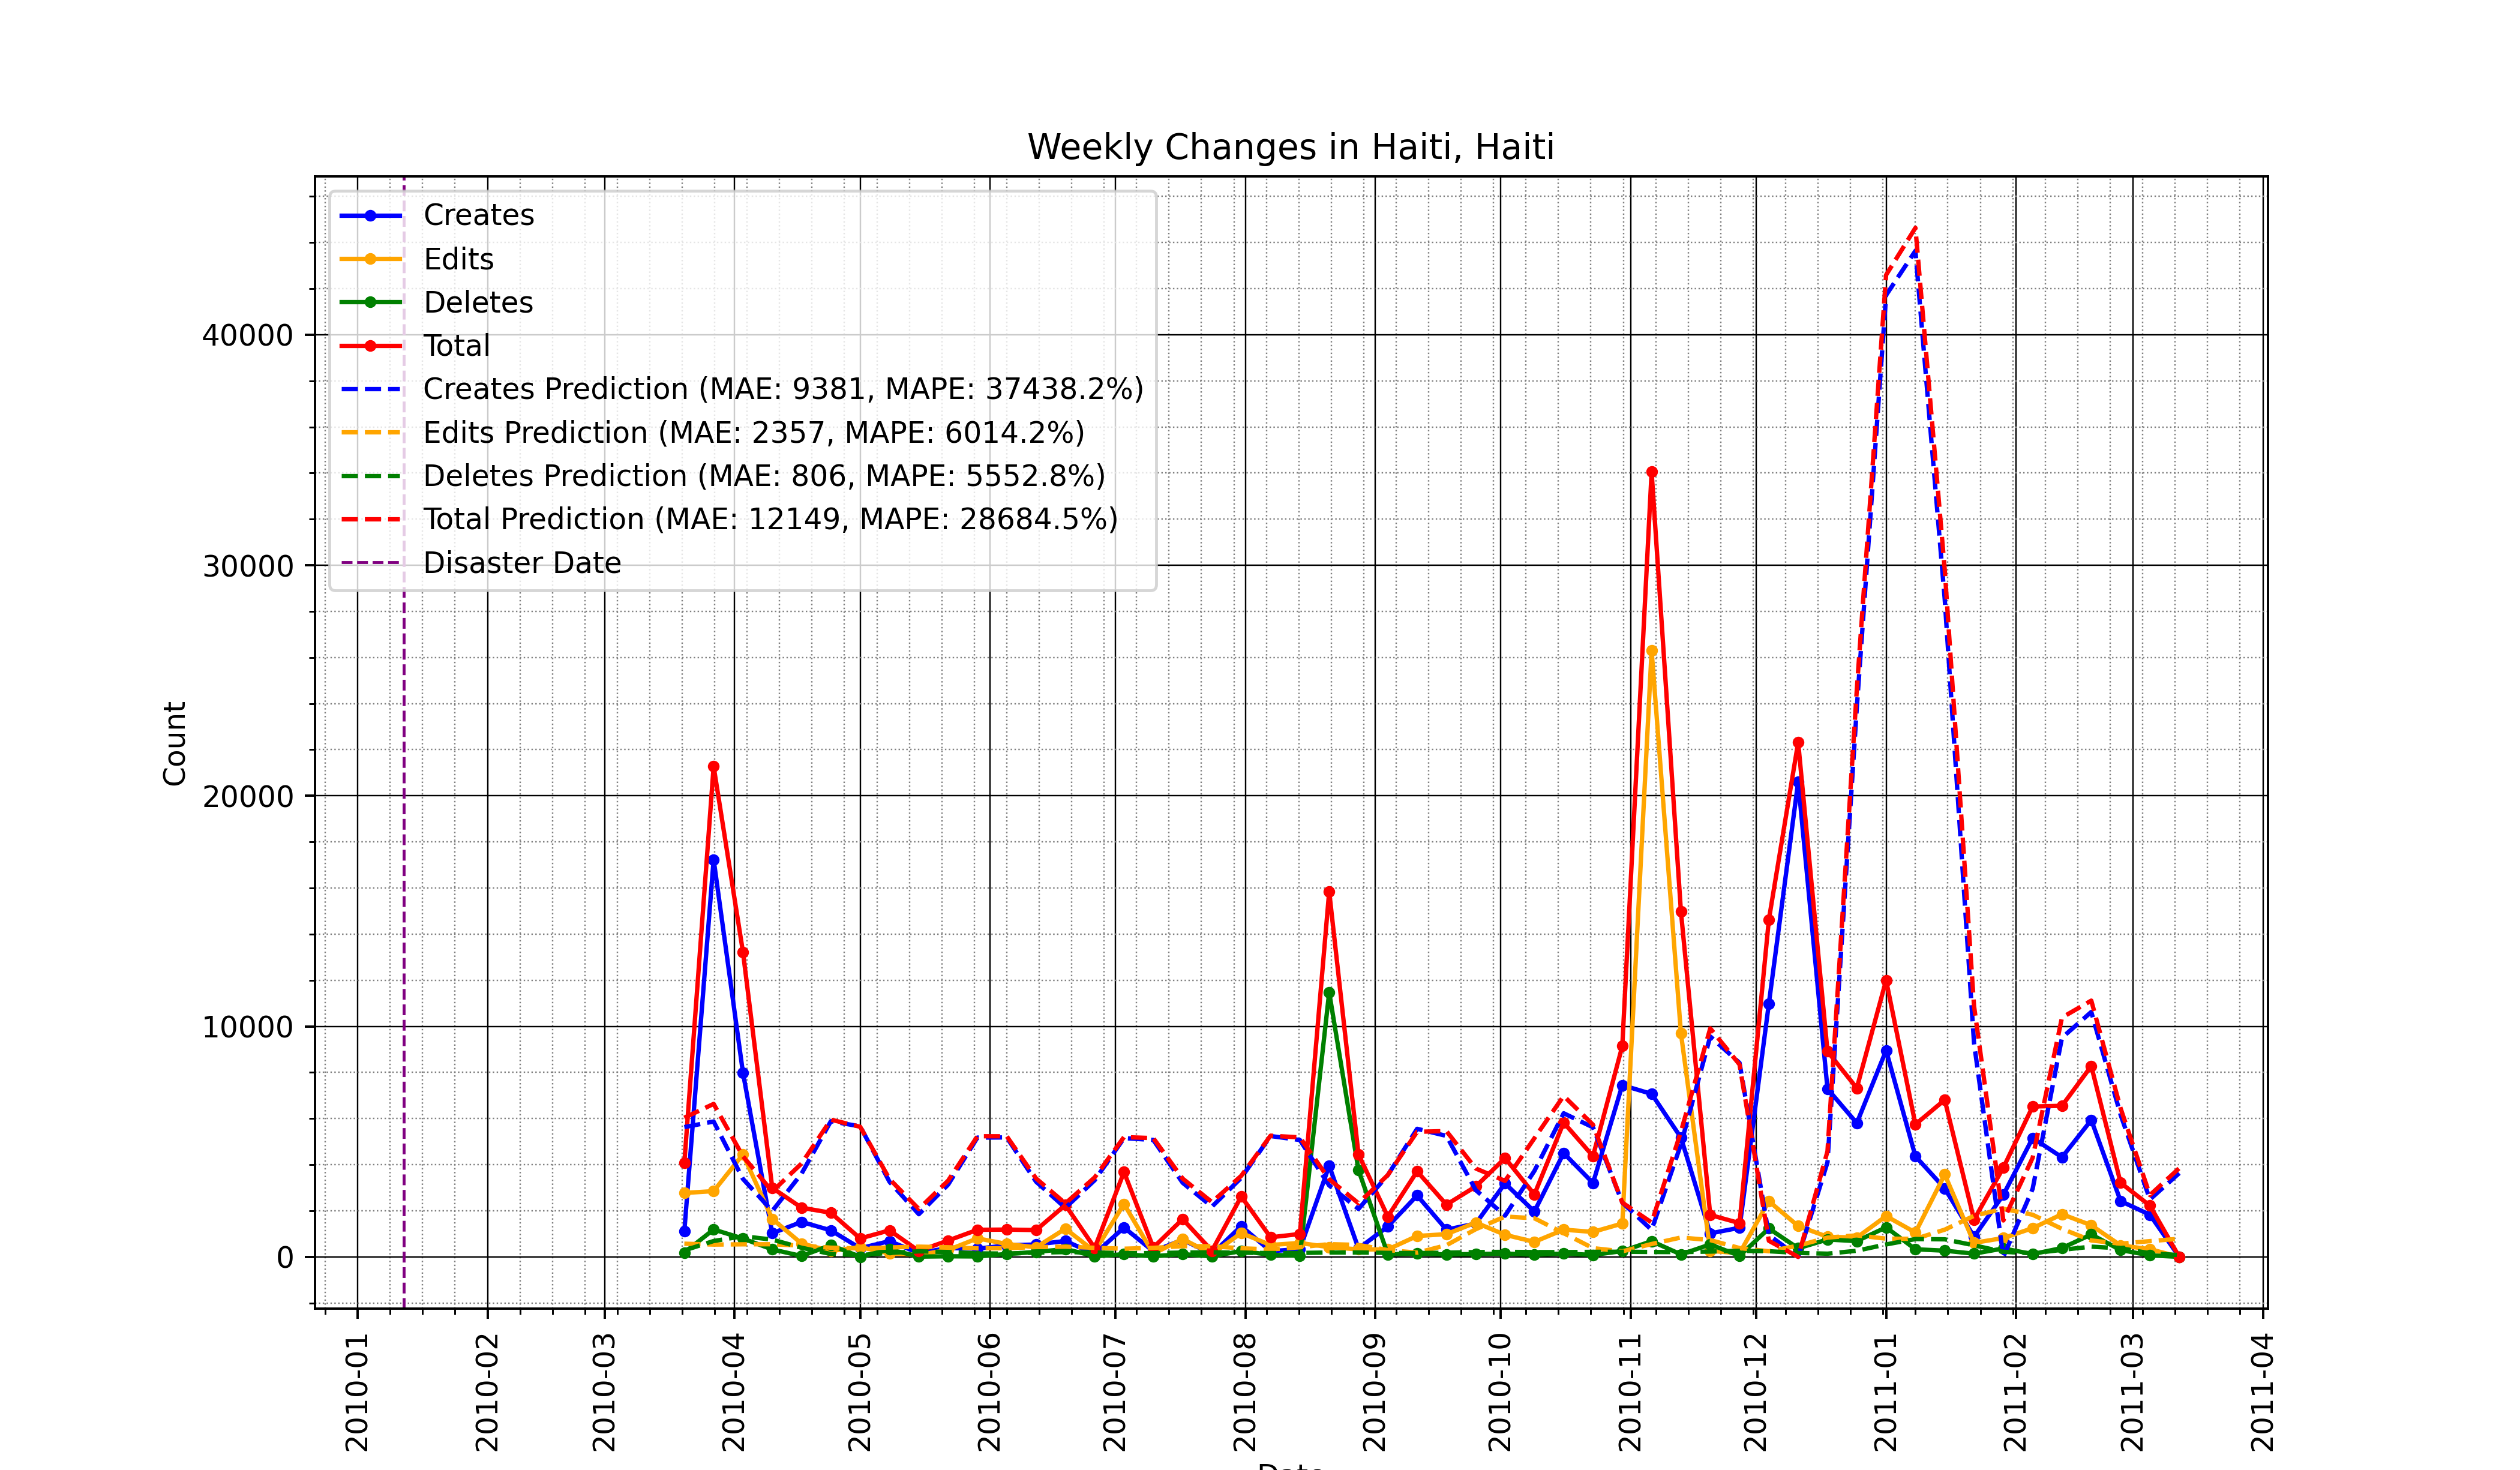 Weekly Changes in Haiti, Haiti
Creates
Edits
Deletes
Total
Creates Prediction (MAE: 9381, MAPE: 37438.2%)
Edits Prediction (MAE: 2357, MAPE: 6014.2%)
Deletes Prediction (MAE: 806, MAPE: 5552.8%)
Total Prediction (MAE: 12149, MAPE: 28684.5%)
Disaster Date
Count
40000
30000
20000
10000
0
2010-01
2010-02
2010-03
2010-04
2010-05
2010-06
2010-07
2010-08
2010-09
2010-10
2010-11
2010-12
2011-01
2011-02
2011-03
2011-04
Date